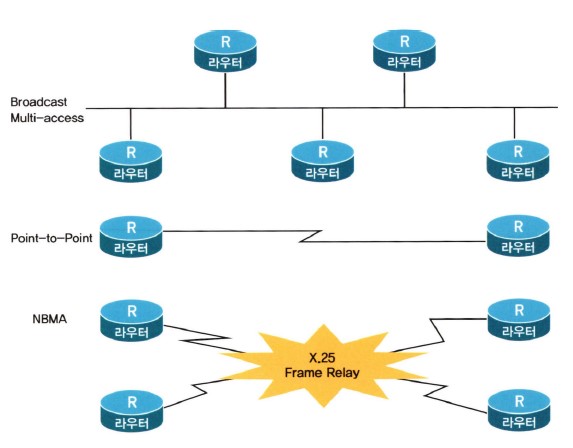 R
라우터
R
라우터
Broadcast
Multi-access
R
라우터
R
라우터
R
라우터
Point-to-Point
R
라우터
R
라우터
NBMA
R
라우터
R
라우터
X.25
Frame Relay
R
라우터
R
라우터